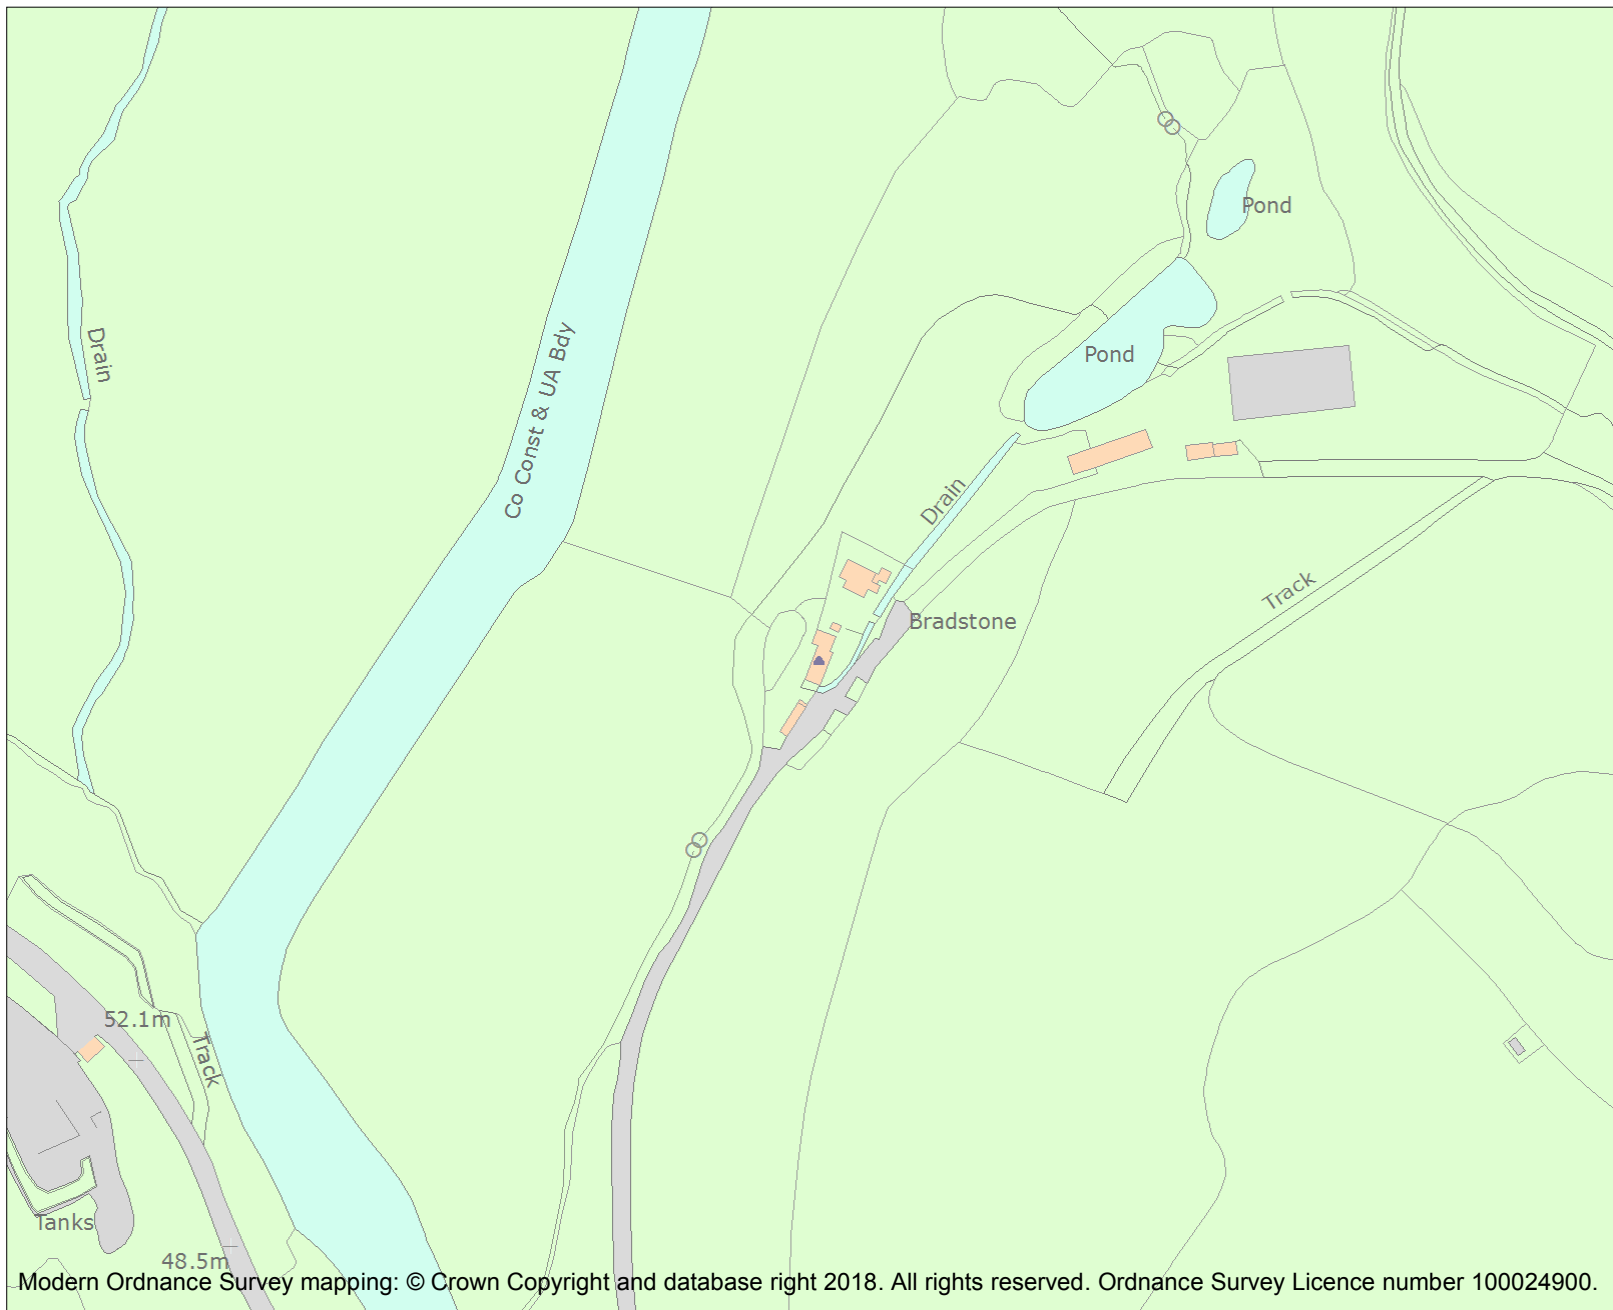 Pond
Drain
Pond
Co Const & UA Bdy
Drain
Track
Bradstone
52.1m
Track
Tanks
48.5m
Modern Ordnance Survey mapping: © Crown Copyright and database right 2018. All rights reserved. Ordnance Survey Licence number 100024900.